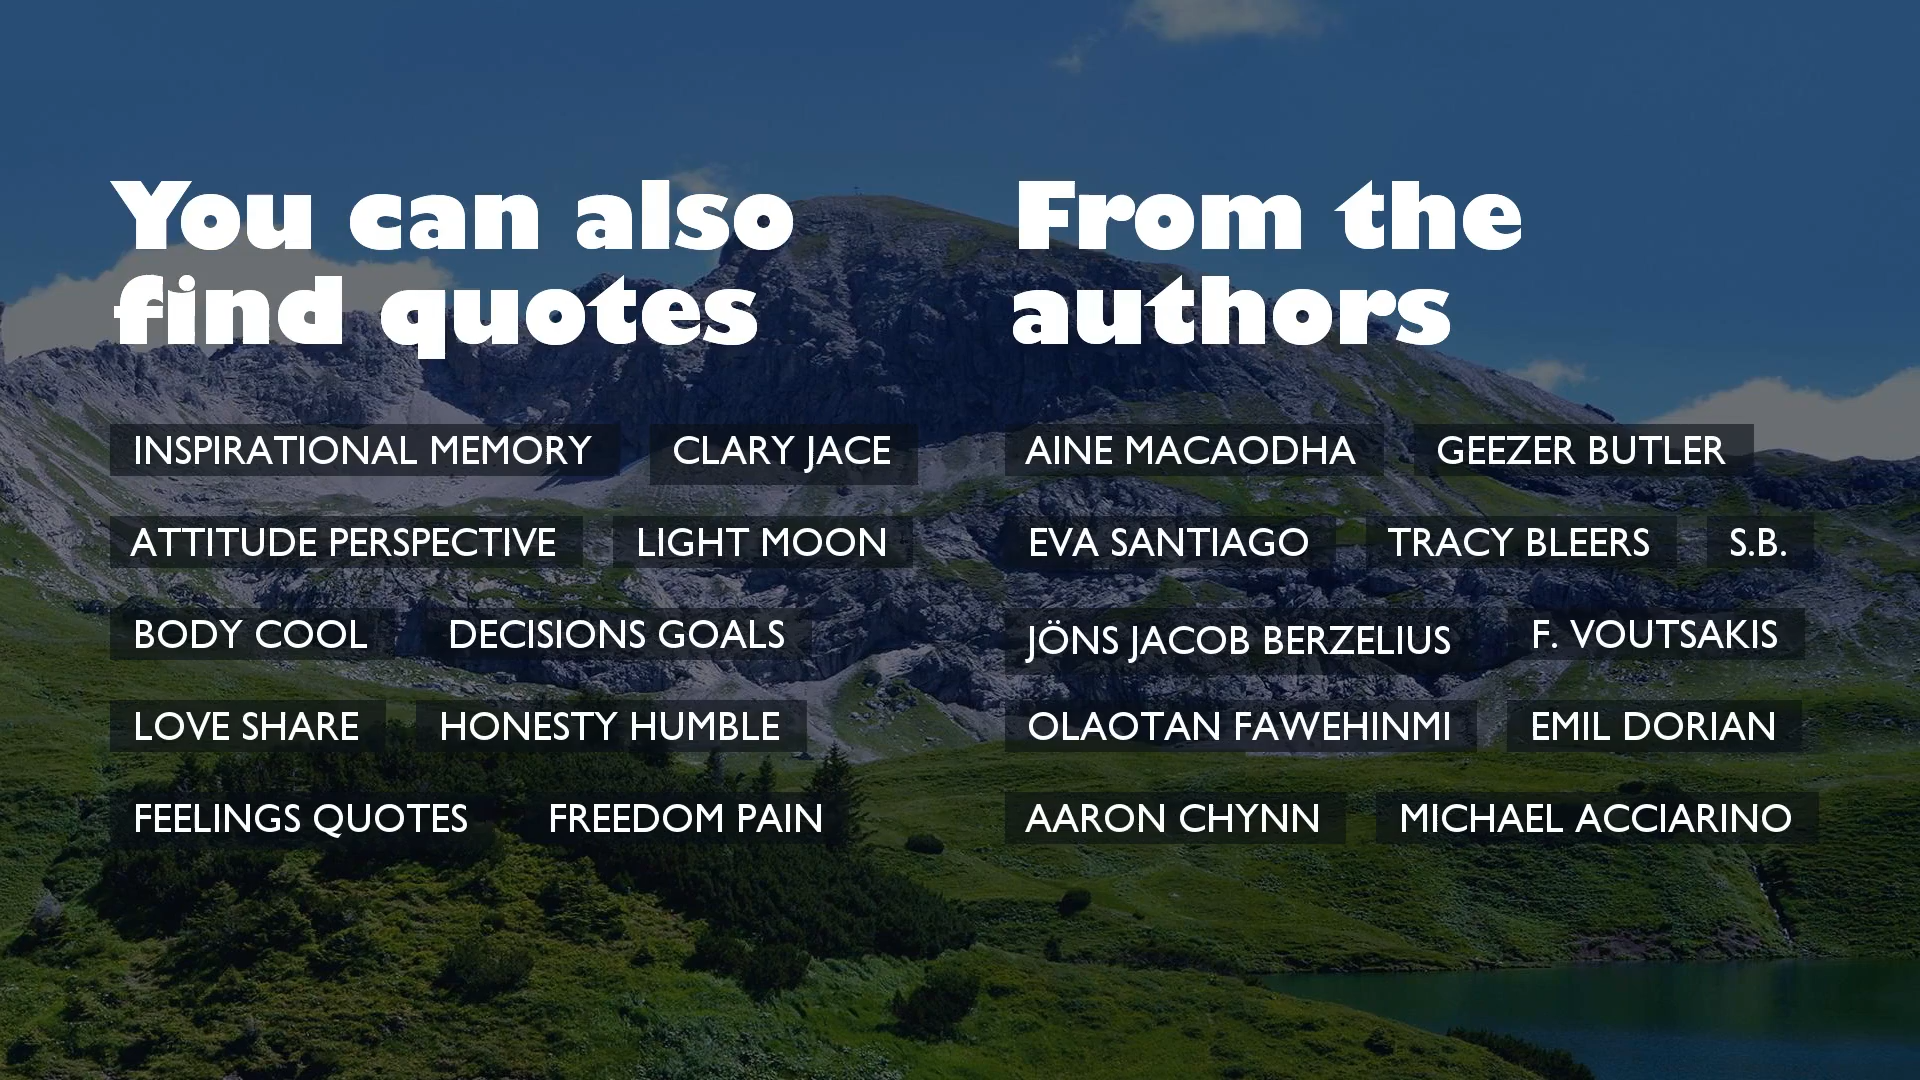 You can also
find quotes
INSPIRATIONAL MEMORY CLARY JACE
ATTITUDE PERSPECTIVE LIGHT MOON
BODY COOL DECISIONS GOALS
LOVE SHARE HONESTY HUMBLE
FEELINGS QUOTES FREEDOM PAIN
From the
authors
AINE MACAODHA GEEZER BUTLER
EVA SANTIAGO TRACY BLEERS S.B.
JÖNS JACOB BERZELIUS F. VOUTSAKIS
OLAOTAN FAWEHINMI EMIL DORIAN
AARON CHYNN MICHAEL ACCIARINO